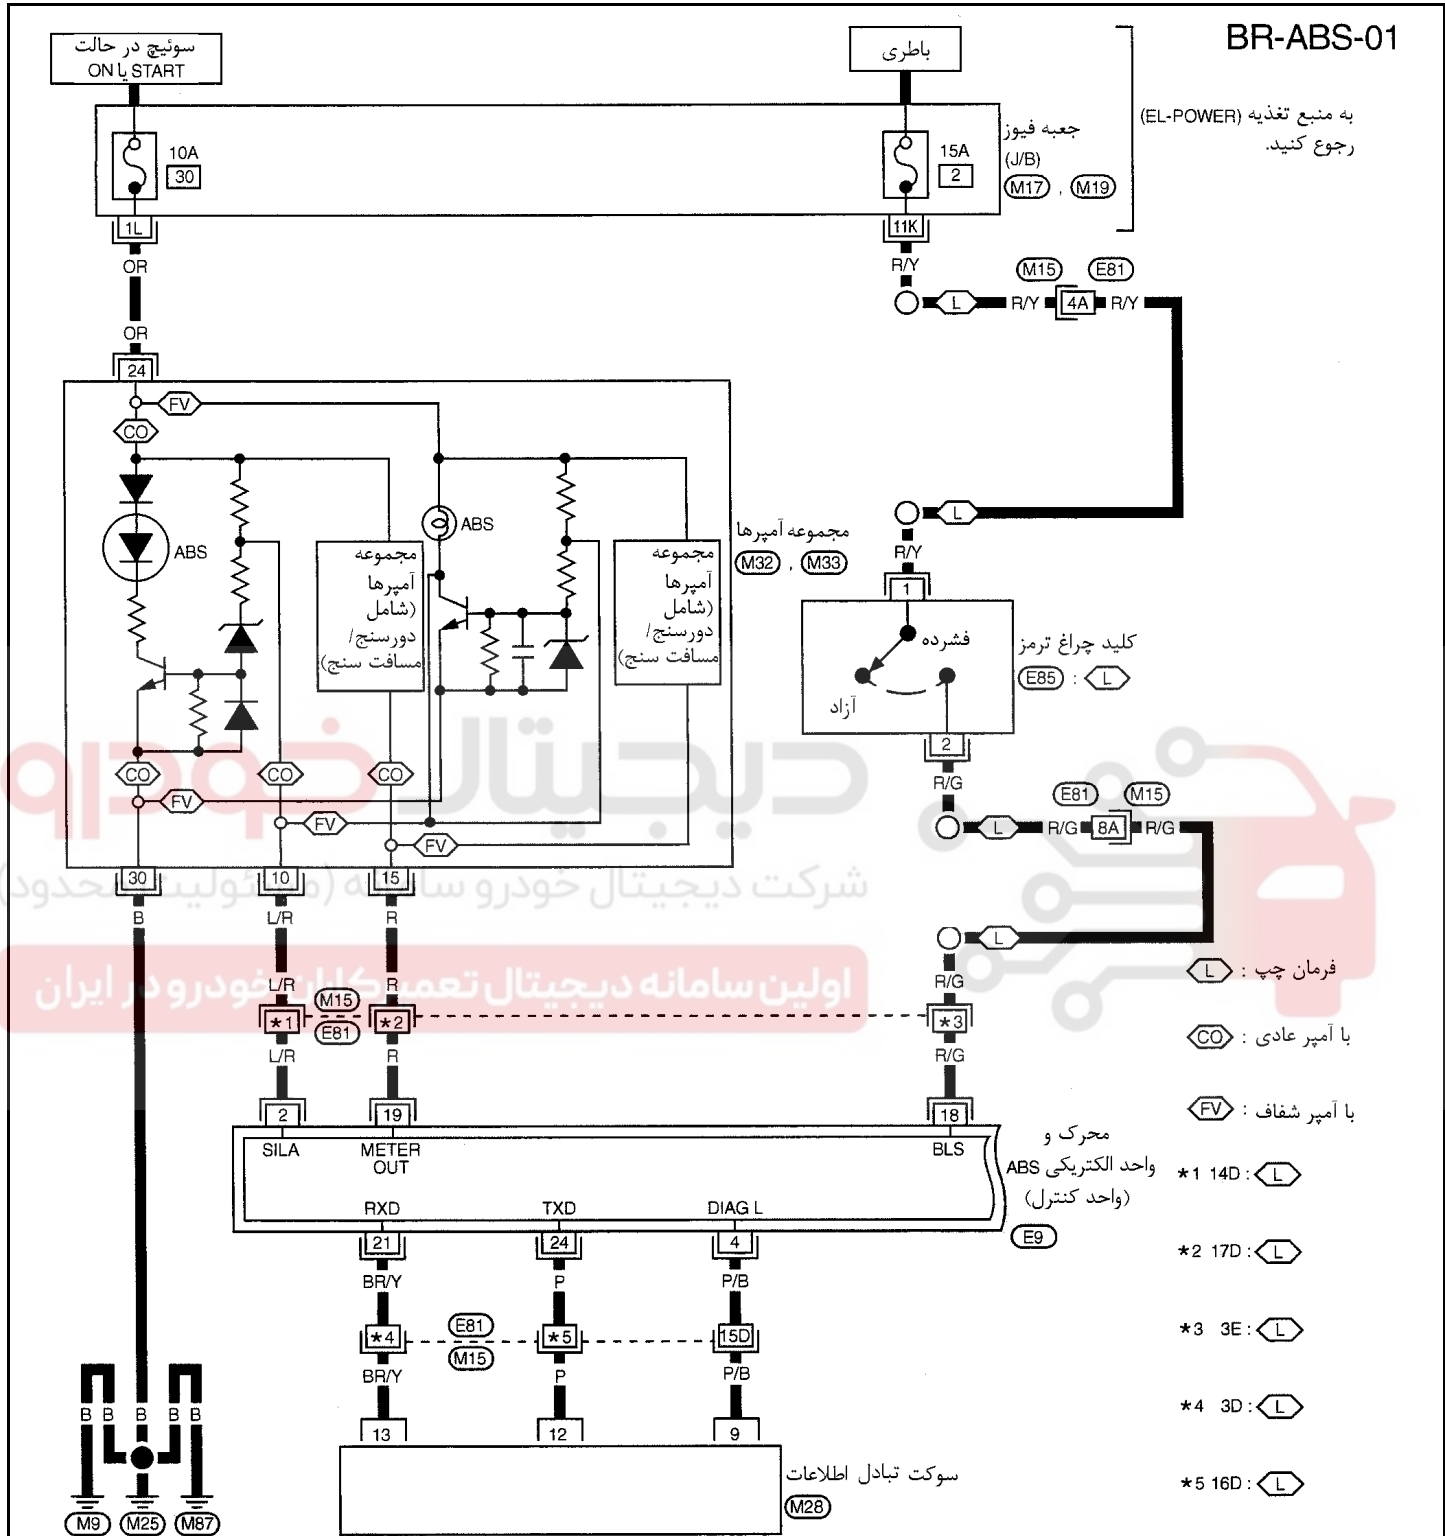 BR-ABS-01
سوئیچ در حالت
START یا ON
باطری
به منبع تغذیه (EL-POWER)
رجوع کنید.
10A
30
15A
2
جعبه فیوز
(J/B)
M17 , M19
1L
11K
OR
R/Y
M15
E81
L
R/Y
4A
R/Y
OR
24
FV
CO
ABS
ABS
مجموعه
آمپرها
(شامل
دورسنج/
مسافت سنج)
مجموعه
آمپرها
(شامل
دورسنج/
مسافت سنج)
مجموعه آمپرها
M32 , M33
L
R/Y
1
فشرده
آزاد
کلید چراغ ترمز
E85 : L
2
R/G
CO
CO
CO
FV
FV
FV
E81
M15
L
R/G
8A
R/G
30
10
15
B
L/R
R
دیجیتال خودرو
شرکت دیجیتال خودرو سامانه (مسئولیت محدود)
اولین سامانه دیجیتال تعمیرکاران خودرو در ایران
L
R/G
L/R
R
M15
E81
*1
*2
*3
L/R
R
R/G
فرمان چپ : L
با آمپر عادی : CO
با آمپر شفاف : FV
2
19
18
SILA
METER
OUT
BLS
محرک و
واحد الکتریکی ABS
(واحد کنترل)
E9
RXD
TXD
DIAG L
21
24
4
BR/Y
P
P/B
E81
M15
*4
*5
15D
BR/Y
P
P/B
13
12
9
سوکت تبادل اطلاعات
M28
*1 14D : L
*2 17D : L
*3 3E : L
*4 3D : L
*5 16D : L
B B B B B
M9
M25
M87